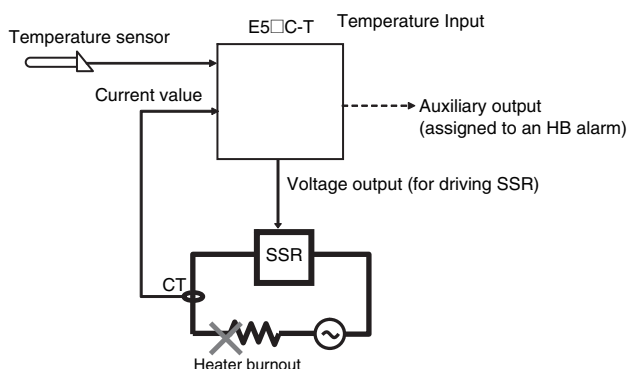 E5□C-T
Temperature Input
Temperature sensor
Current value
Auxiliary output
(assigned to an HB alarm)
Voltage output (for driving SSR)
SSR
CT
Heater burnout